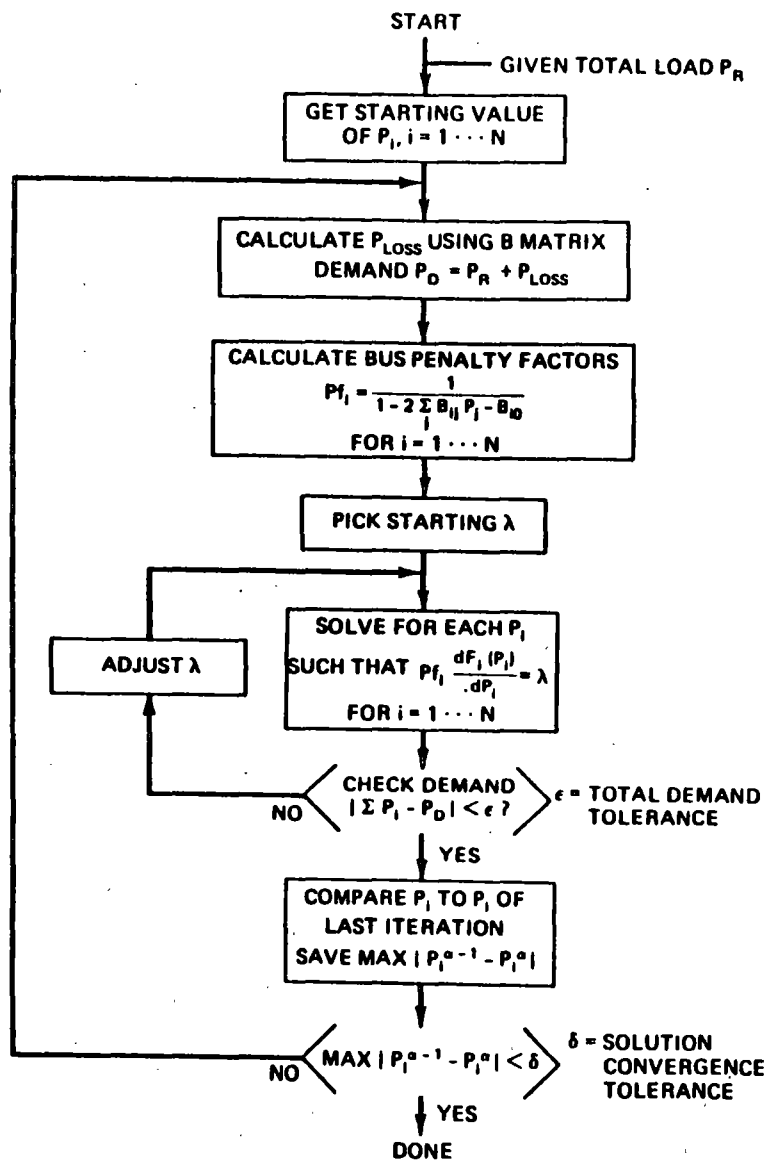 START
GIVEN TOTAL LOAD P_R
GET STARTING VALUE
OF P_i, i = 1 ··· N
CALCULATE P_LOSS USING B MATRIX
DEMAND P_D = P_R + P_LOSS
CALCULATE BUS PENALTY FACTORS
Pf_i = 1 / (1 - 2 Σ_j B_ij P_j - B_i0)
FOR i = 1 ··· N
PICK STARTING λ
SOLVE FOR EACH P_i
ADJUST λ
SUCH THAT Pf_i dF_i (P_i) / dP_i = λ
FOR i = 1 ··· N
CHECK DEMAND
| Σ P_i - P_D | < ϵ ?
NO
ϵ = TOTAL DEMAND
TOLERANCE
YES
COMPARE P_i TO P_i OF
LAST ITERATION
SAVE MAX | P_i^α-1 - P_i^α |
MAX | P_i^α-1 - P_i^α | < δ
NO
δ = SOLUTION
CONVERGENCE
TOLERANCE
YES
DONE